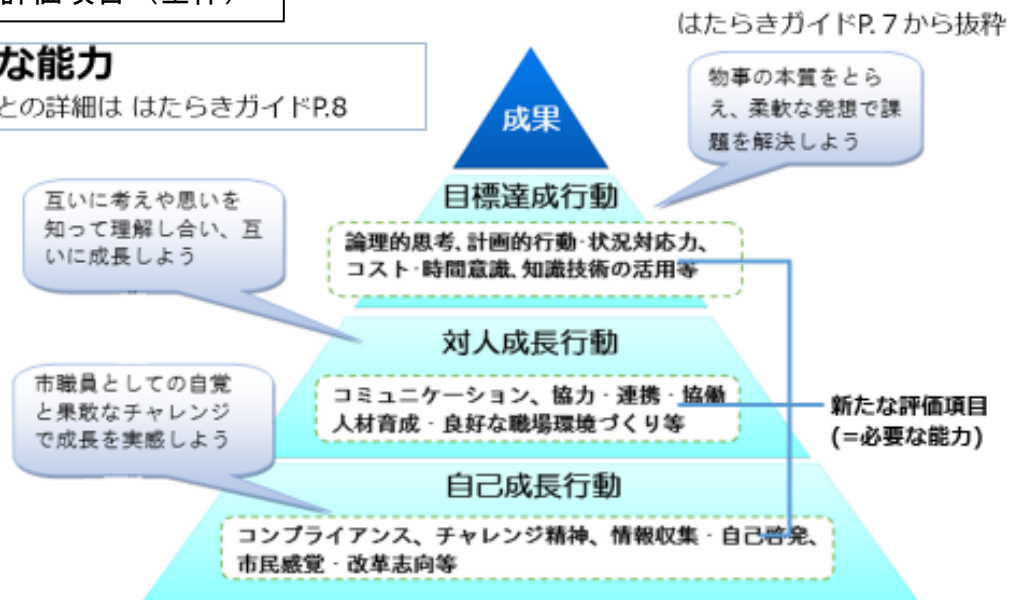 評価項目（全体）
はたらきガイドP.７から抜粋
な能力
との詳細は はたらきガイドP.8
物事の本質をとら
え、柔軟な発想で課
題を解決しよう
成果
目標達成行動
論理的思考、計画的行動・状況対応力、
コスト・時間意識、知識技術の活用等
互いに考えや思いを
知って理解し合い、互
いに成長しよう
対人成長行動
コミュニケーション、協力・連携・協働
人材育成・良好な職場環境づくり等
新たな評価項目
(=必要な能力)
市職員としての自覚
と果敢なチャレンジ
で成長を実感しよう
自己成長行動
コンプライアンス、チャレンジ精神、情報収集・自己啓発、
市民感覚・改革志向等